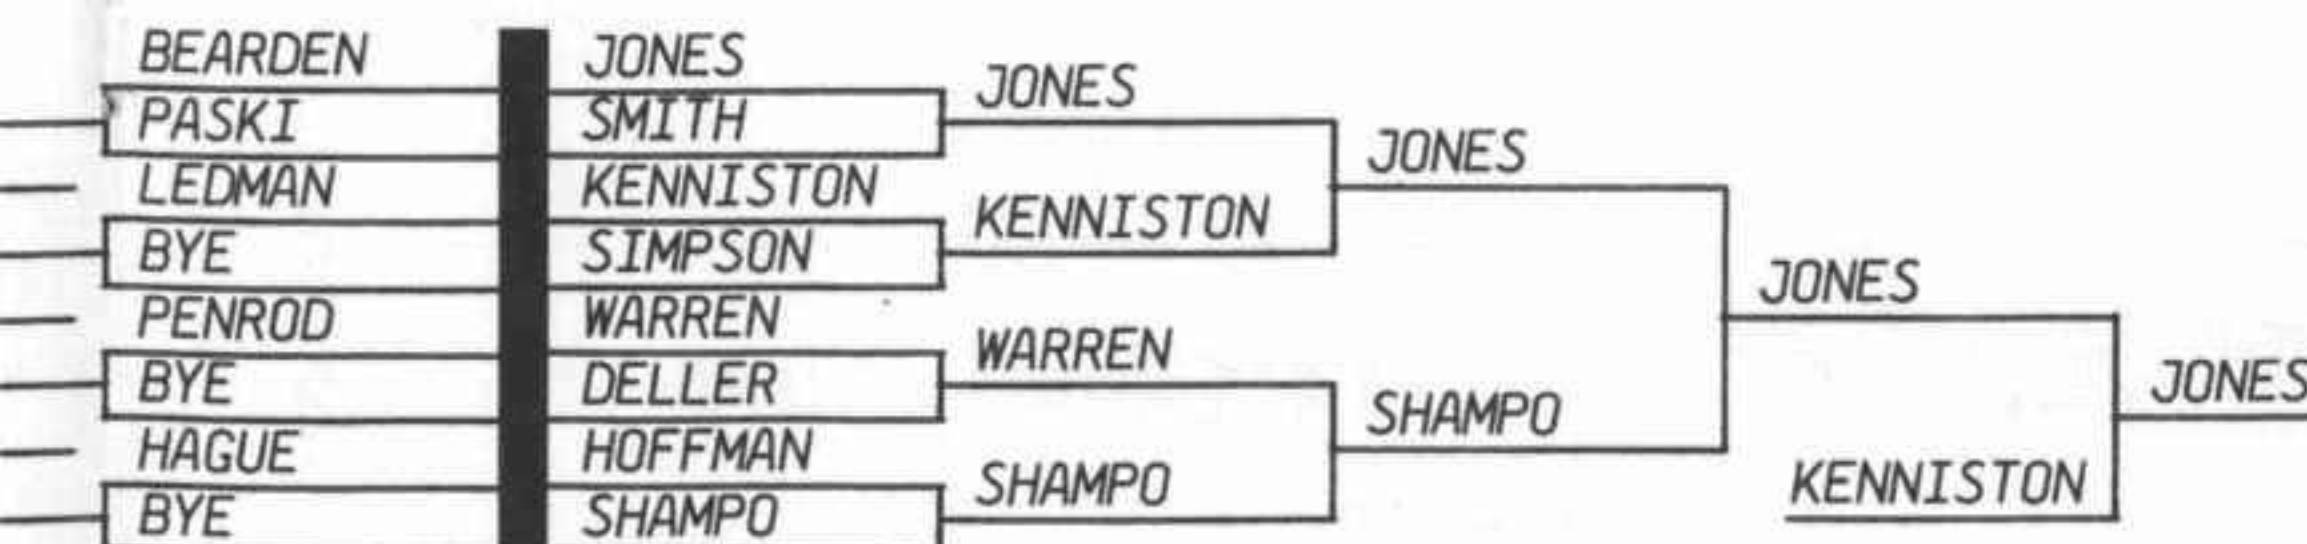 BEARDEN
PASKI
LEDMAN
BYE
PENROD
BYE
HAGUE
BYE
JONES
SMITH
KENNISTON
SIMPSON
WARREN
DELLER
HOFFMAN
SHAMPO
JONES
KENNISTON
WARREN
SHAMPO
JONES
SHAMPO
JONES
KENNISTON
JONES